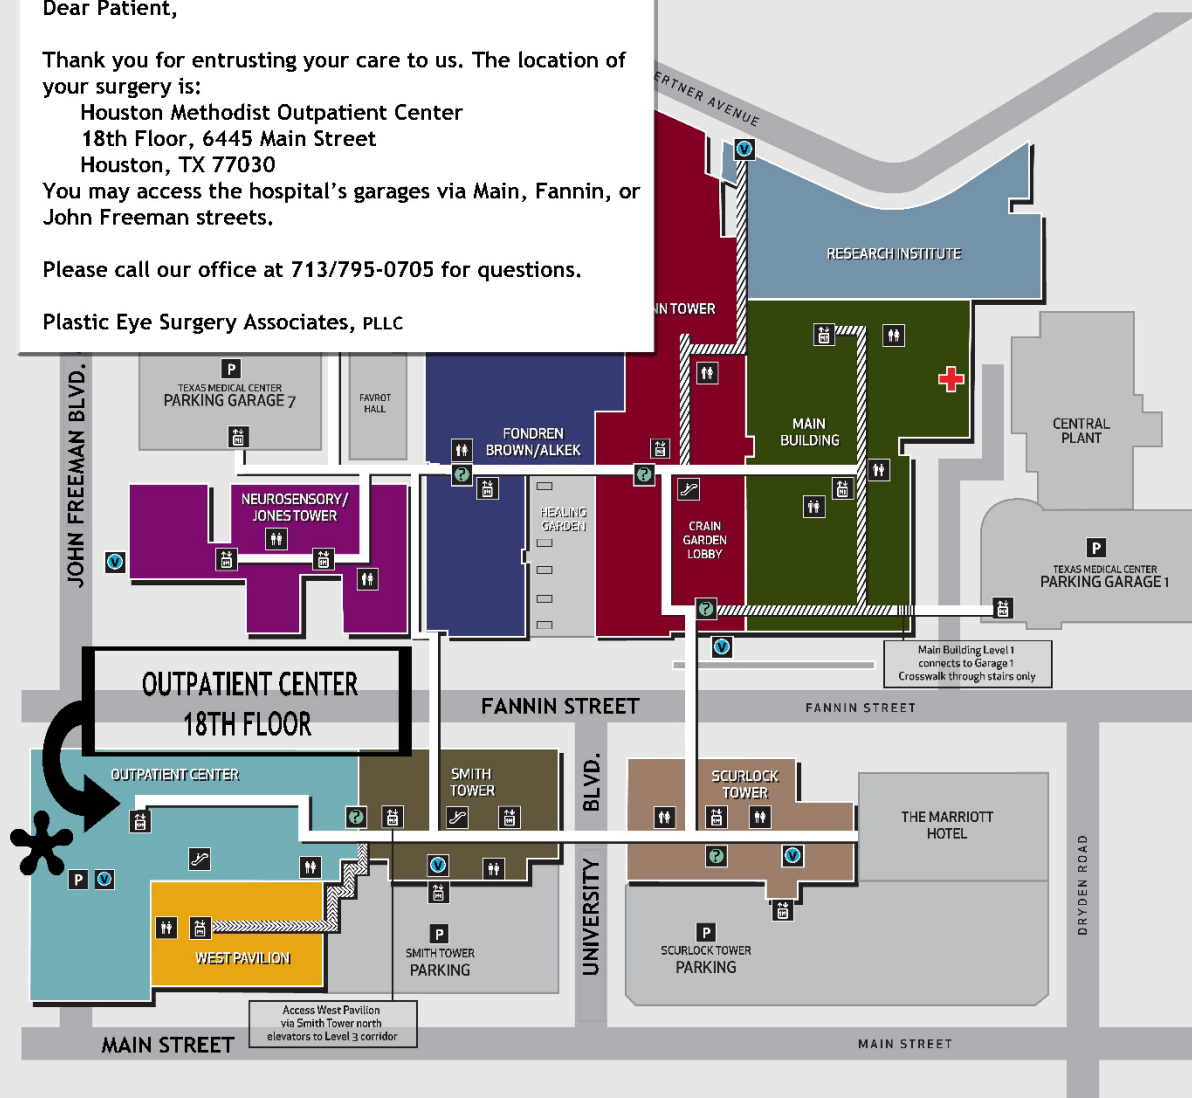 Dear Patient,
Thank you for entrusting your care to us. The location of
your surgery is:
Houston Methodist Outpatient Center
18th Floor, 6445 Main Street
Houston, TX 77030
You may access the hospital's garages via Main, Fannin, or
John Freeman streets.
Please call our office at 713/795-0705 for questions.
Plastic Eye Surgery Associates, PLLC
AVENUE
V
RESEARCH INSTITUTE
TOWER
P
TEXAS MEDICAL CENTER
PARKING GARAGE 7
FAVROT
HALL
JOHN FREEMAN BLVD.
FONDREN
BROWN/ALKEK
MAIN
BUILDING
CENTRAL
PLANT
?
?
NEUROSENSORY/
JONES TOWER
HEALING
GARDEN
CRAIN
GARDEN
LOBBY
V
P
TEXAS MEDICAL CENTER
PARKING GARAGE 1
?
V
Main Building Level 1
connects to Garage 1
Crosswalk through stairs only
OUTPATIENT CENTER
18TH FLOOR
FANNIN STREET
FANNIN STREET
OUTPATIENT CENTER
SMITH
TOWER
UNIVERSITY BLVD.
SCURLOCK
TOWER
THE MARRIOTT
HOTEL
DRYDEN ROAD
?
*
P
V
V
?
V
WEST PAVILION
P
SMITH TOWER
PARKING
P
SCURLOCK TOWER
PARKING
Access West Pavilion
via Smith Tower north
elevators to Level 3 corridor
MAIN STREET
MAIN STREET